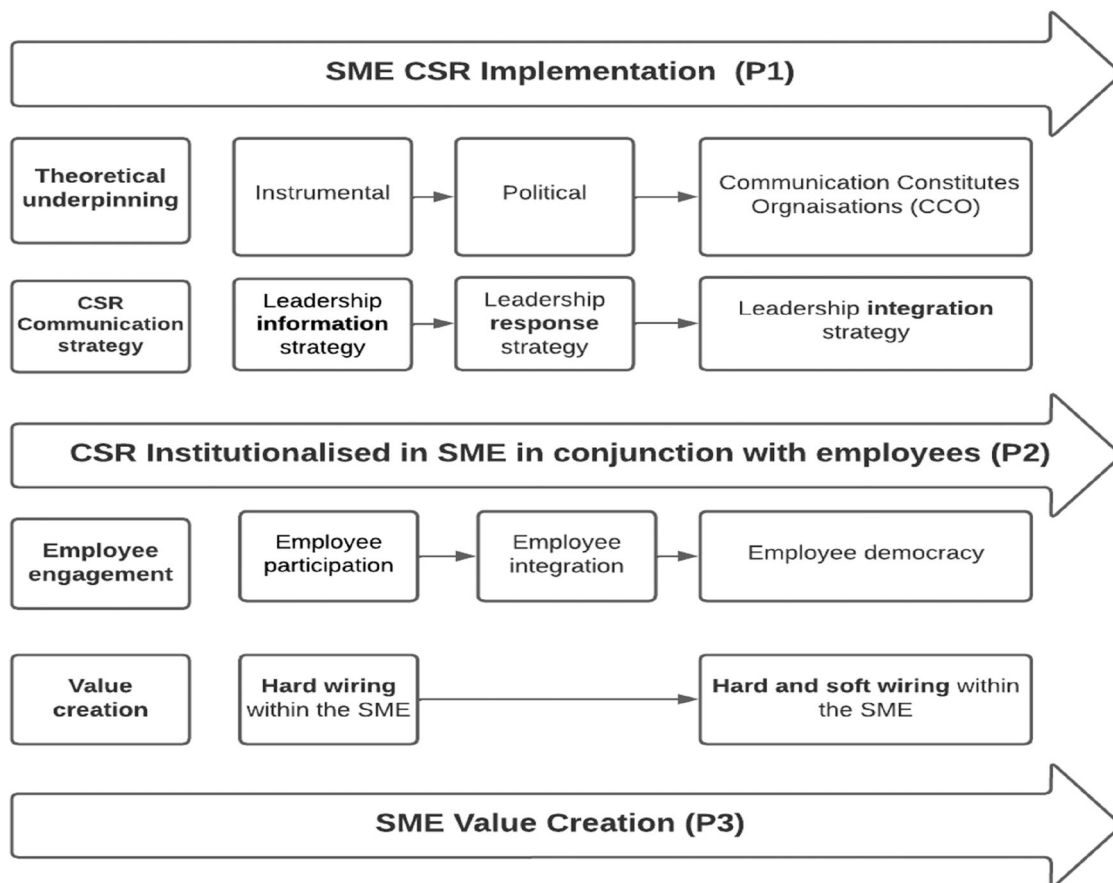 SME CSR Implementation (P1)
Theoretical
underpinning
Instrumental
Political
Communication Constitutes
Orgnaisations (CCO)
CSR
Communication
strategy
Leadership
information
strategy
Leadership
response
strategy
Leadership integration
strategy
CSR Institutionalised in SME in conjunction with employees (P2)
Employee
engagement
Employee
participation
Employee
integration
Employee democracy
Value
creation
Hard wiring
within the SME
Hard and soft wiring within
the SME
SME Value Creation (P3)